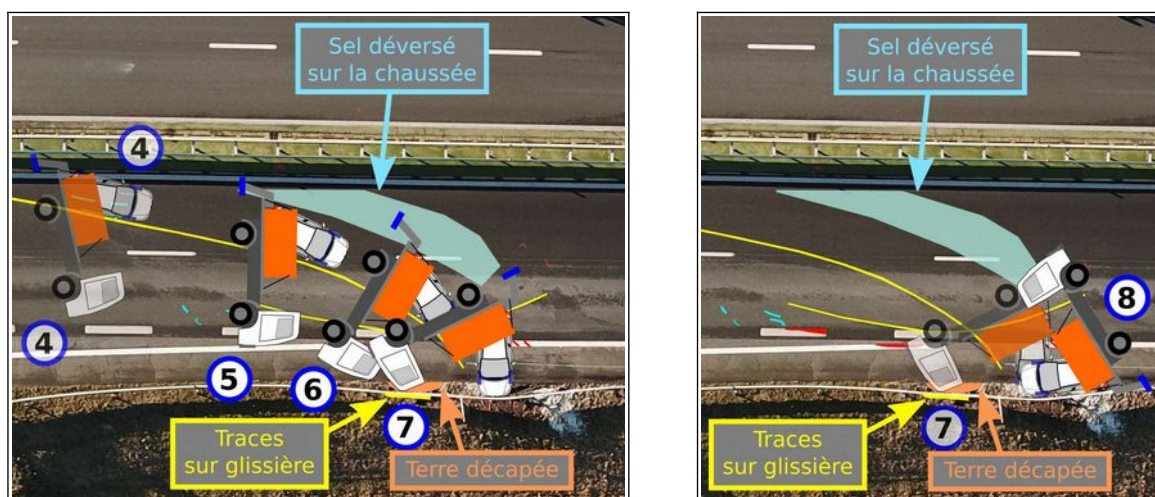 Sel déversé
sur la chaussée
4
4
5
6
7
Traces
sur glissière
Terre décapée
Sel déversé
sur la chaussée
8
7
Traces
sur glissière
Terre décapée